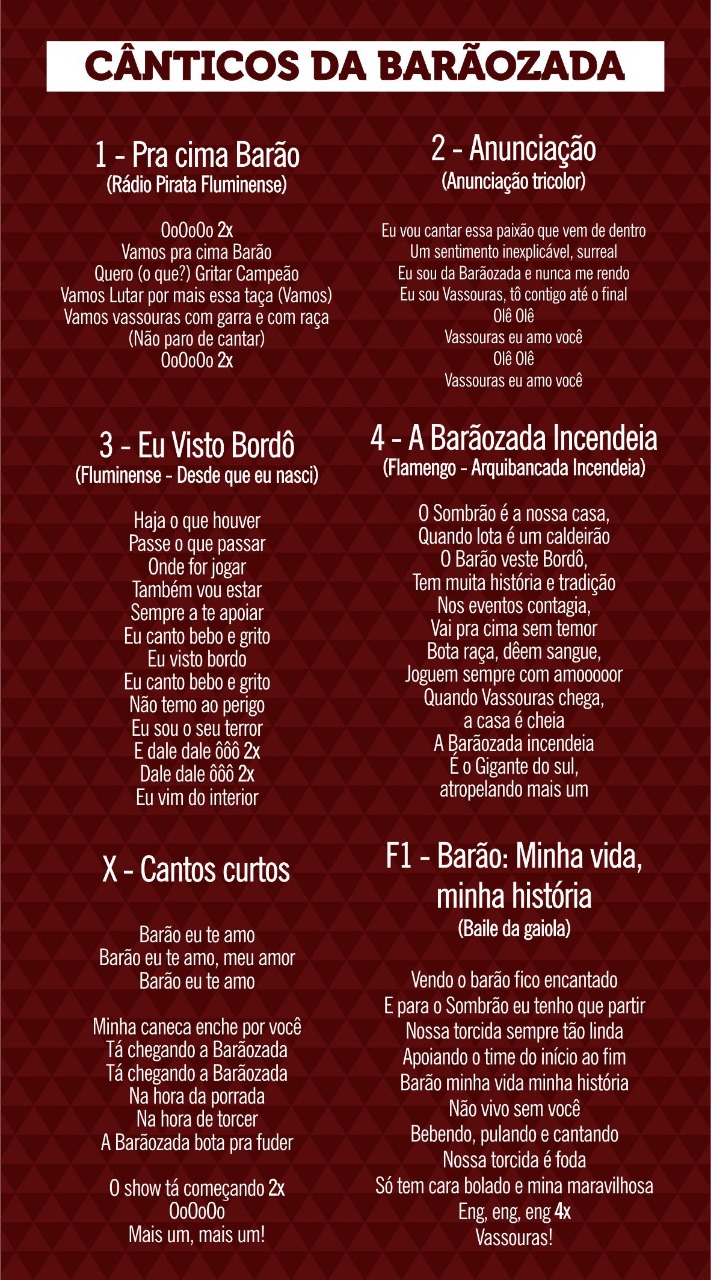 CÂNTICOS DA BARÃOZADA
1 - Pra cima Barão
(Rádio Pirata Fluminense)
OoOoOo 2x
Vamos pra cima Barão
Quero (o que?) Gritar Campeão
Vamos Lutar por mais essa taça (Vamos)
Vamos vassouras com garra e com raça
(Não paro de cantar)
OoOoOo 2x
2 - Anunciação
(Anunciação tricolor)
Eu vou cantar essa paixão que vem de dentro
Um sentimento inexplicável, surreal
Eu sou da Barãozada e nunca me rendo
Eu sou Vassouras, tô contigo até o final
Olê Olê
Vassouras eu amo você
Olê Olê
Vassouras eu amo você
3 - Eu Visto Bordô
(Fluminense - Desde que eu nasci)
Haja o que houver
Passe o que passar
Onde for jogar
Também vou estar
Sempre a te apoiar
Eu canto bebo e grito
Eu visto bordo
Eu canto bebo e grito
Não temo ao perigo
Eu sou o seu terror
E dale dale ôôô 2x
Dale dale ôôô 2x
Eu vim do interior
4 - A Barãozada Incendeia
(Flamengo - Arquibancada Incendeia)
O Sombrão é a nossa casa,
Quando lota é um caldeirão
O Barão veste Bordô,
Tem muita história e tradição
Nos eventos contagia,
Vai pra cima sem temor
Bota raça, dêem sangue,
Joguem sempre com amooooor
Quando Vassouras chega,
a casa é cheia
A Barãozada incendeia
É o Gigante do sul,
atropelando mais um
X - Cantos curtos
Barão eu te amo
Barão eu te amo, meu amor
Barão eu te amo
Minha caneca enche por você
Tá chegando a Barãozada
Tá chegando a Barãozada
Na hora da porrada
Na hora de torcer
A Barãozada bota pra fuder
O show tá começando 2x
OoOoOo
Mais um, mais um!
F1 - Barão: Minha vida,
minha história
(Baile da gaiola)
Vendo o barão fico encantado
E para o Sombrão eu tenho que partir
Nossa torcida sempre tão linda
Apoiando o time do início ao fim
Barão minha vida minha história
Não vivo sem você
Bebendo, pulando e cantando
Nossa torcida é foda
Só tem cara bolado e mina maravilhosa
Eng, eng, eng 4x
Vassouras!